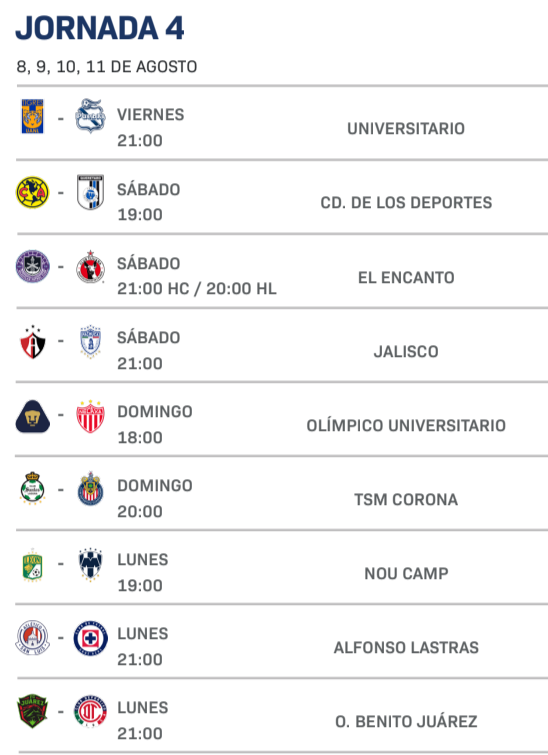 JORNADA 4
8, 9, 10, 11 DE AGOSTO
- VIERNES
21:00
UNIVERSITARIO
- SÁBADO
19:00
CD. DE LOS DEPORTES
- SÁBADO
21:00 HC / 20:00 HL
EL ENCANTO
- SÁBADO
21:00
JALISCO
- DOMINGO
18:00
OLÍMPICO UNIVERSITARIO
- DOMINGO
20:00
TSM CORONA
- LUNES
19:00
NOU CAMP
- LUNES
21:00
ALFONSO LASTRAS
- LUNES
21:00
O. BENITO JUÁREZ